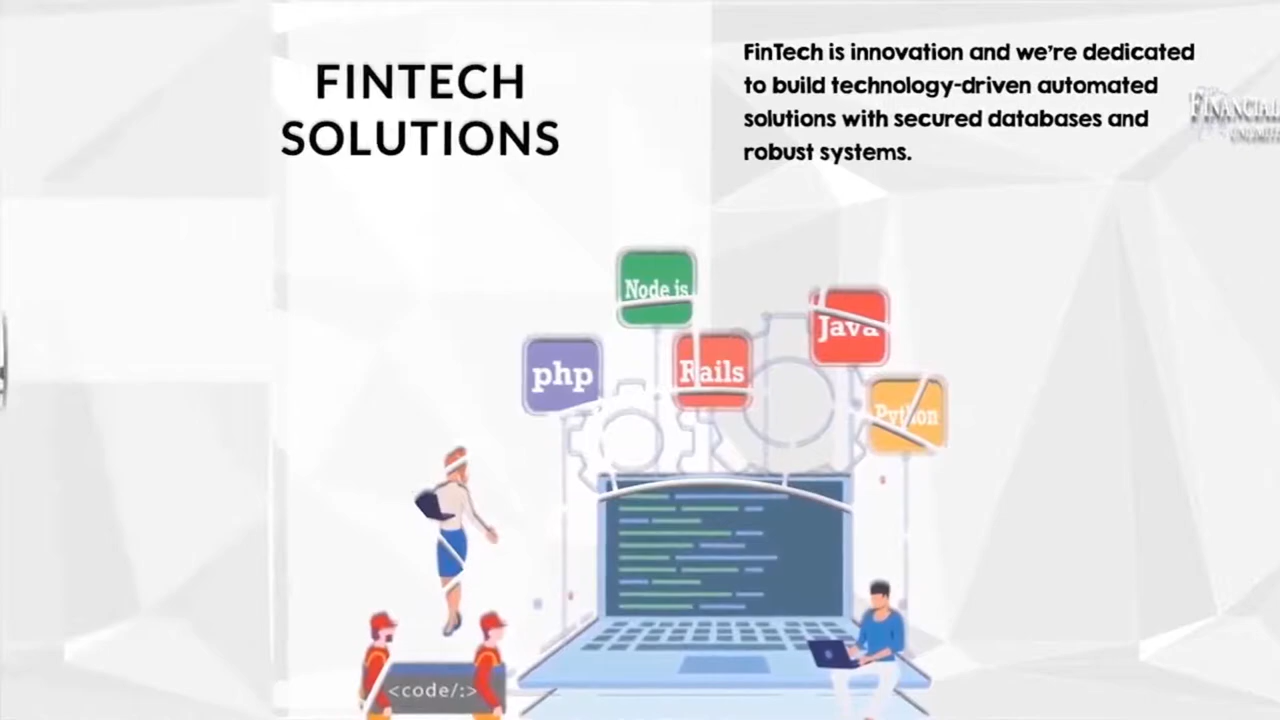 FINTECH
SOLUTIONS
FinTech is innovation and we're dedicated
to build technology-driven automated
solutions with secured databases and
robust systems.
FINANCIAL
Node js
Java
php
Rails
Python
<code/:>